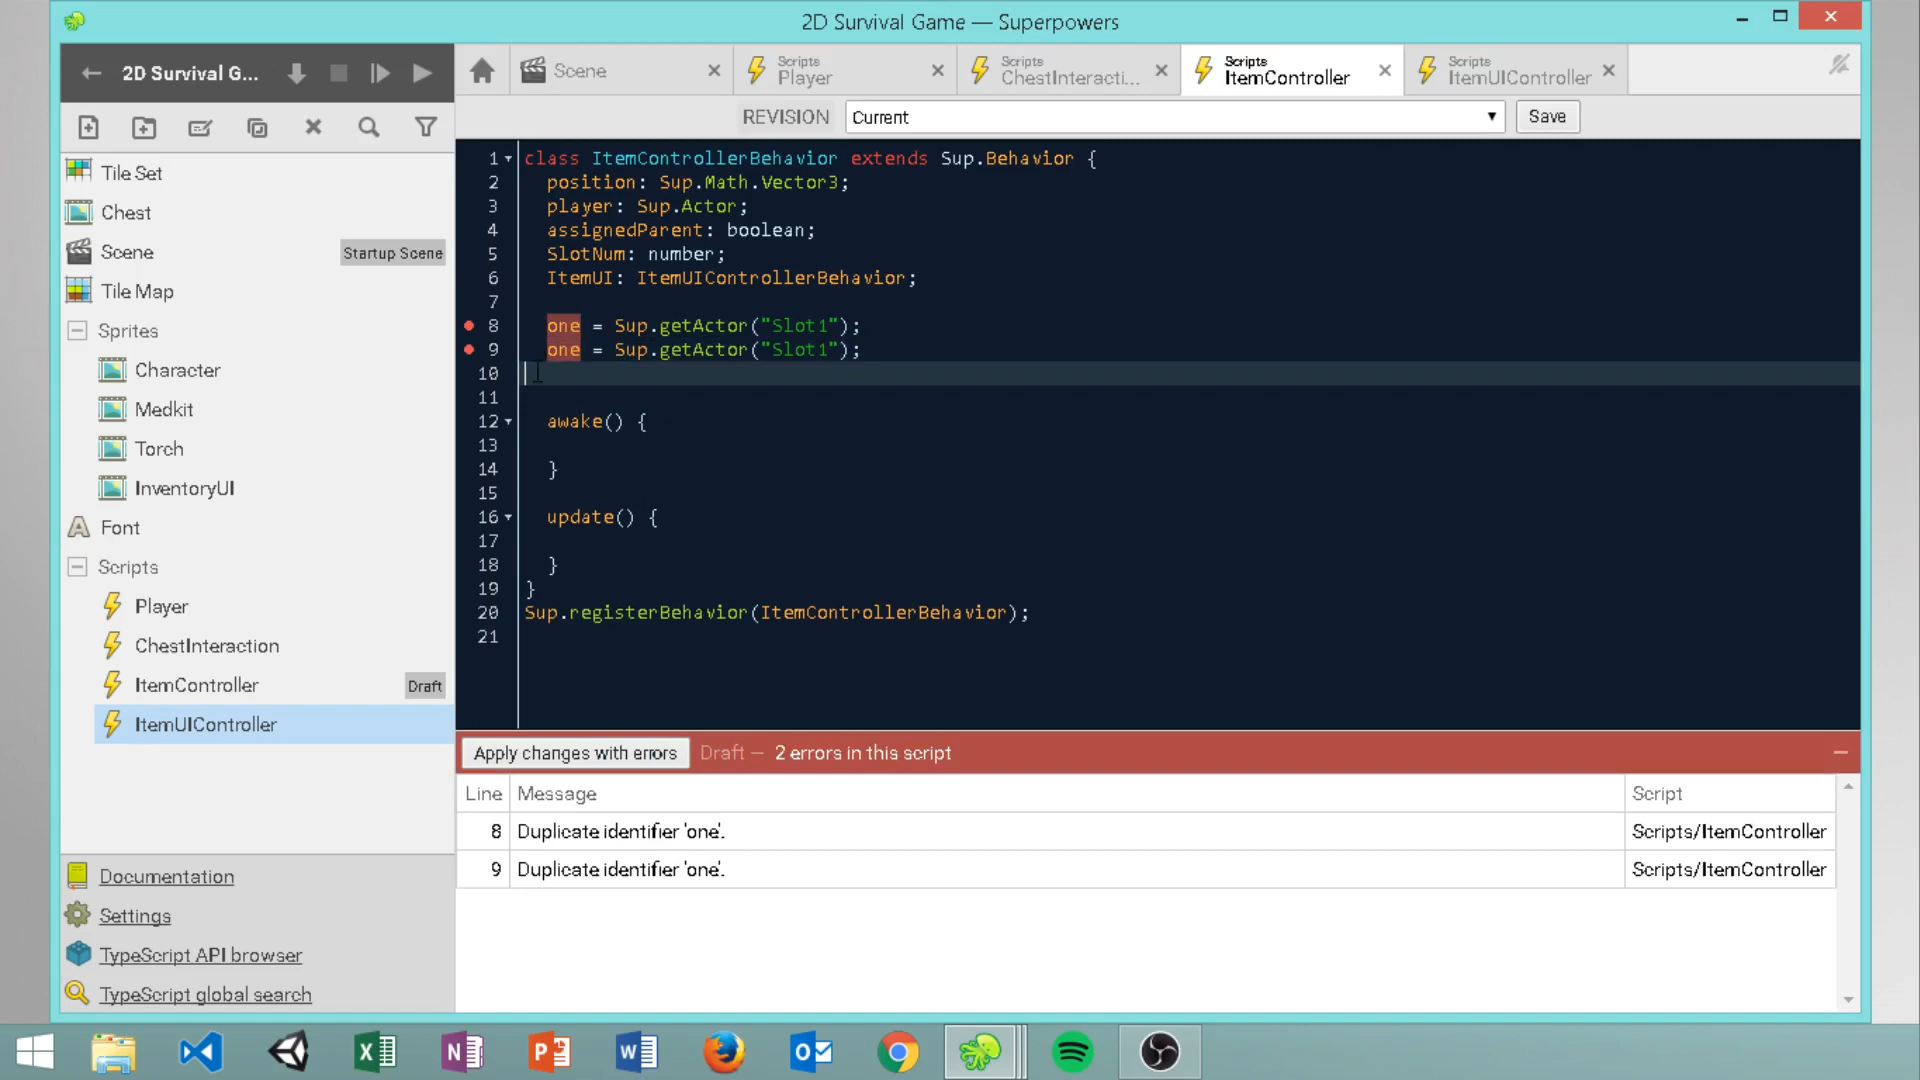 2D Survival Game — Superpowers
2D Survival G...
Scene
Scripts
Player
Scripts
ChestInteracti...
Scripts
ItemController
Scripts
ItemUIController
REVISION
Current
Save
Tile Set
Chest
Scene
Startup Scene
Tile Map
Sprites
Character
Medkit
Torch
InventoryUI
Font
Scripts
Player
ChestInteraction
ItemController
Draft
ItemUIController
Documentation
Settings
TypeScript API browser
TypeScript global search
1 class ItemControllerBehavior extends Sup.Behavior {
2 position: Sup.Math.Vector3;
3 player: Sup.Actor;
4 assignedParent: boolean;
5 SlotNum: number;
6 ItemUI: ItemUIControllerBehavior;
7
8 one = Sup.getActor("Slot1");
9 one = Sup.getActor("Slot1");
10
11
12 awake() {
13
14 }
15
16 update() {
17
18 }
19 }
20 Sup.registerBehavior(ItemControllerBehavior);
21
Apply changes with errors
Draft — 2 errors in this script
Line Message Script
8 Duplicate identifier 'one'. Scripts/ItemController
9 Duplicate identifier 'one'. Scripts/ItemController